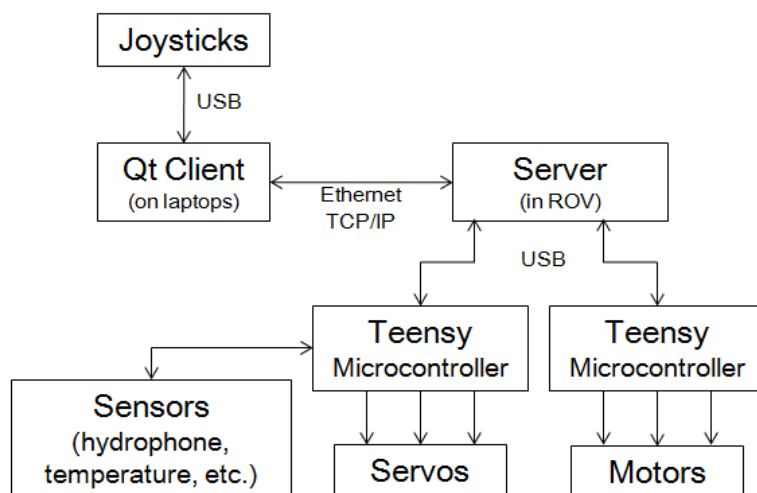 Joysticks
USB
Qt Client
(on laptops)
Ethernet
TCP/IP
Server
(in ROV)
USB
Teensy
Microcontroller
Teensy
Microcontroller
Sensors
(hydrophone,
temperature, etc.)
Servos
Motors